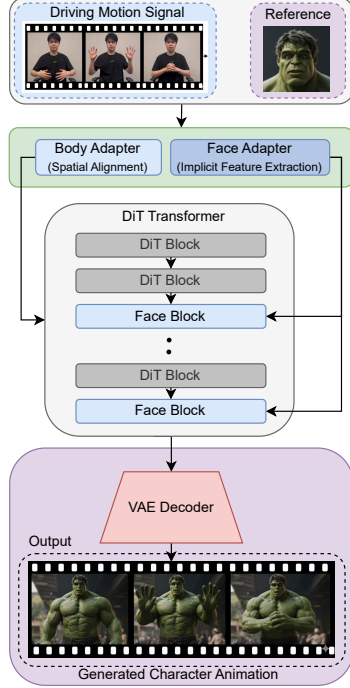 Driving Motion Signal
Reference
Body Adapter
(Spatial Alignment)
Face Adapter
(Implicit Feature Extraction)
DiT Transformer
DiT Block
DiT Block
Face Block
DiT Block
Face Block
VAE Decoder
Output
Generated Character Animation